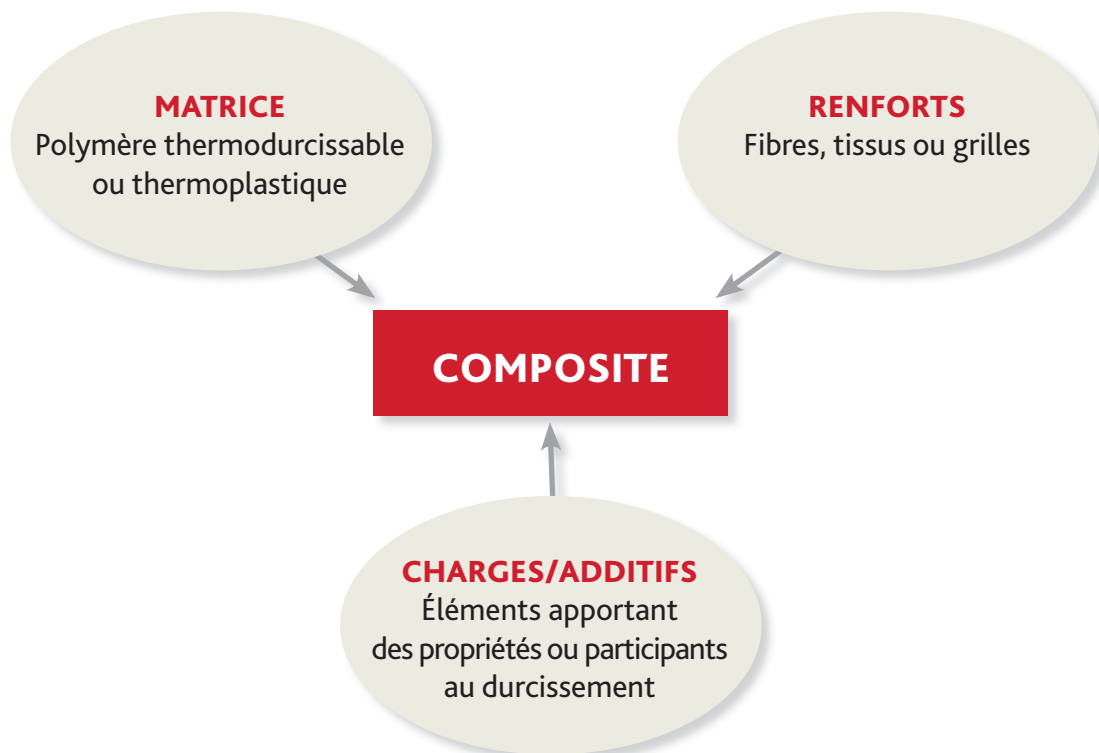 MATRICE
Polymère thermodurcissable
ou thermoplastique
RENFORTS
Fibres, tissus ou grilles
COMPOSITE
CHARGES/ADDITIFS
Éléments apportant
des propriétés ou participants
au durcissement